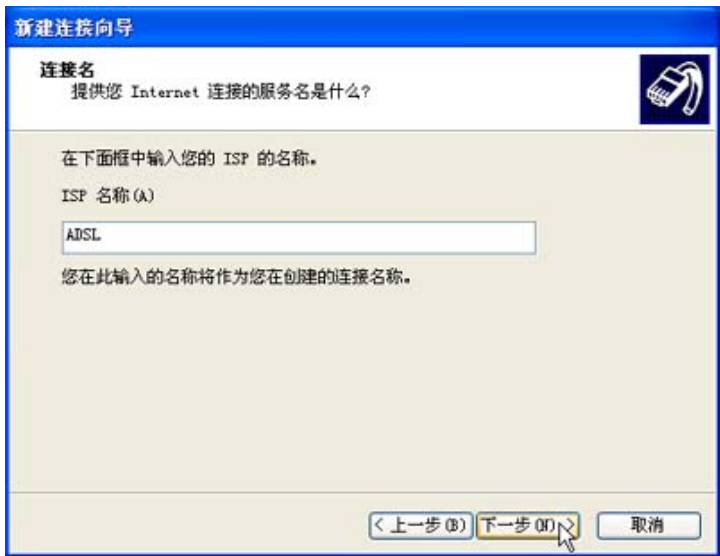 新建连接向导
连接名
提供您 Internet 连接的服务名是什么?
在下面框中输入您的 ISP 的名称。
ISP 名称(A)
ADSL
您在此输入的名称将作为您在创建的连接名称。
< 上一步(B) 下一步(N) > 取消